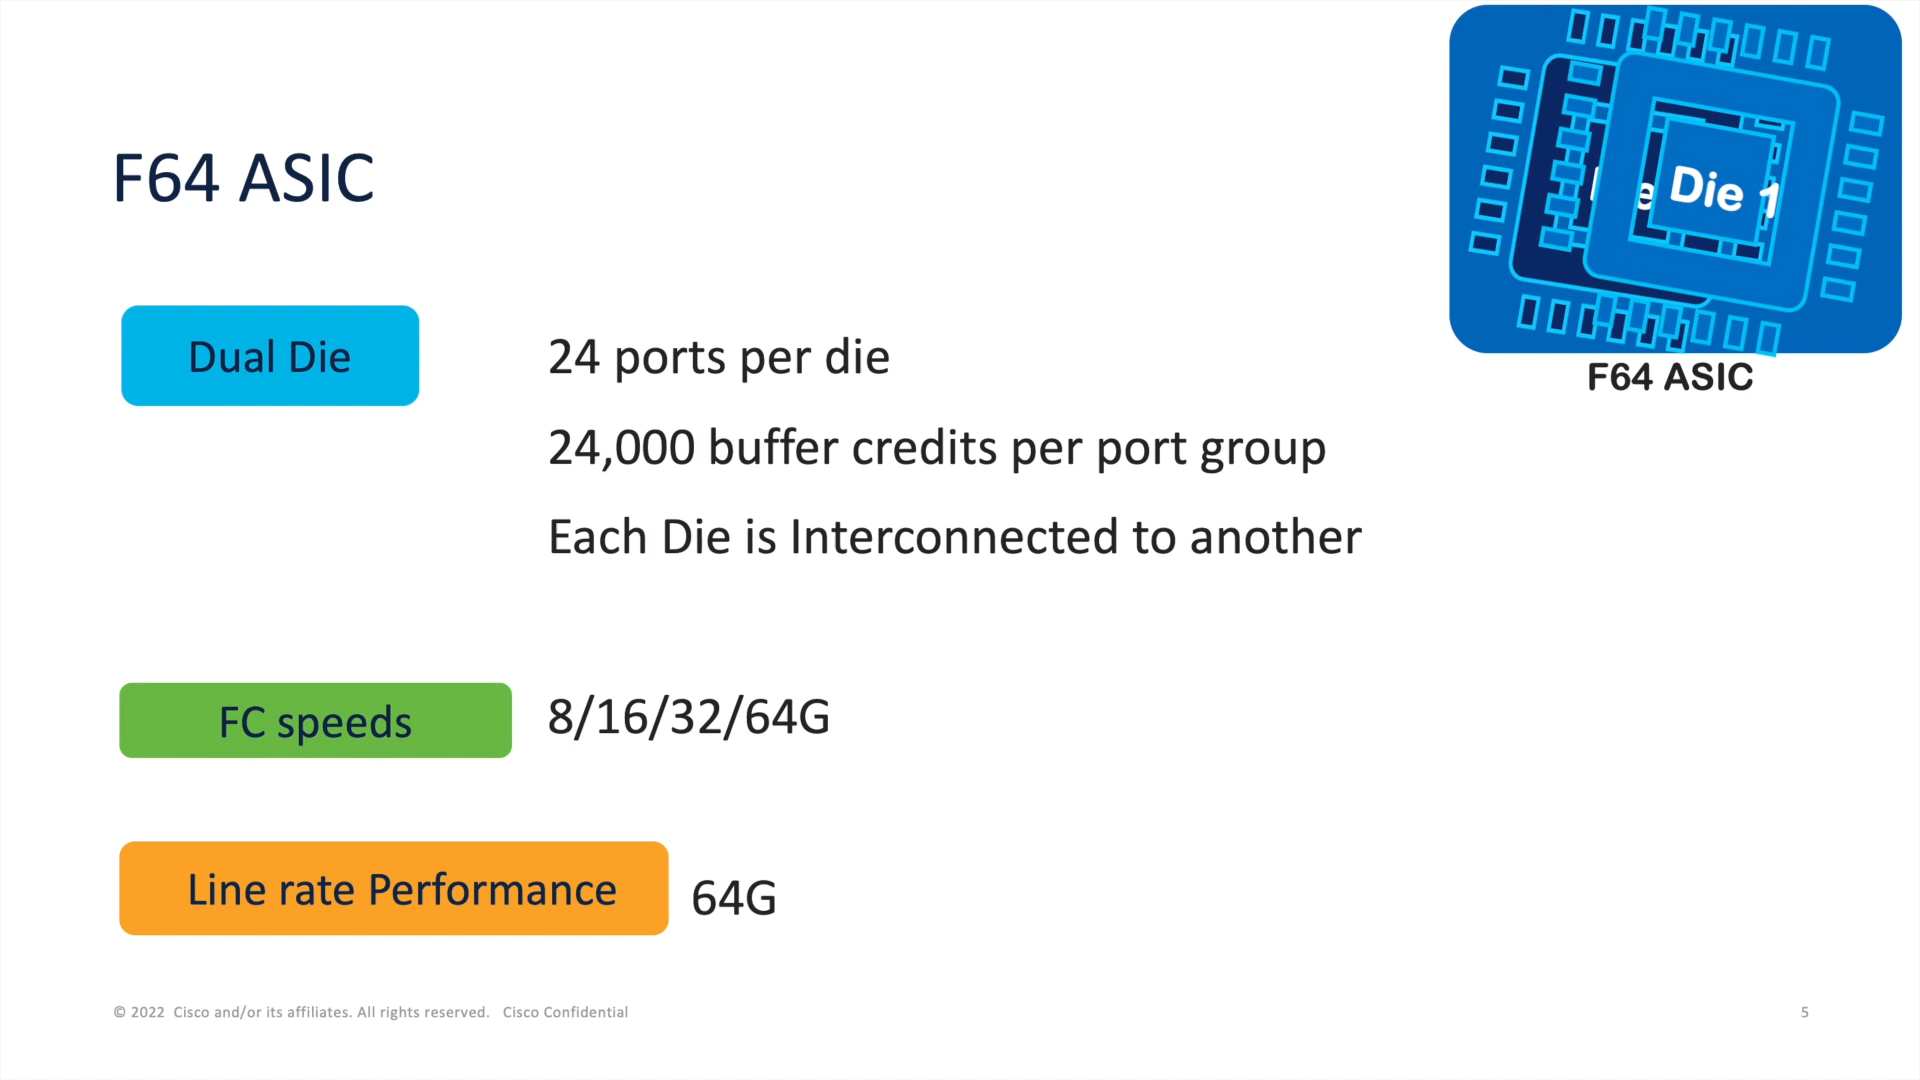 F64 ASIC
Die 1
F64 ASIC
Dual Die
24 ports per die
24,000 buffer credits per port group
Each Die is Interconnected to another
FC speeds
8/16/32/64G
Line rate Performance
64G
© 2022 Cisco and/or its affiliates. All rights reserved. Cisco Confidential
5